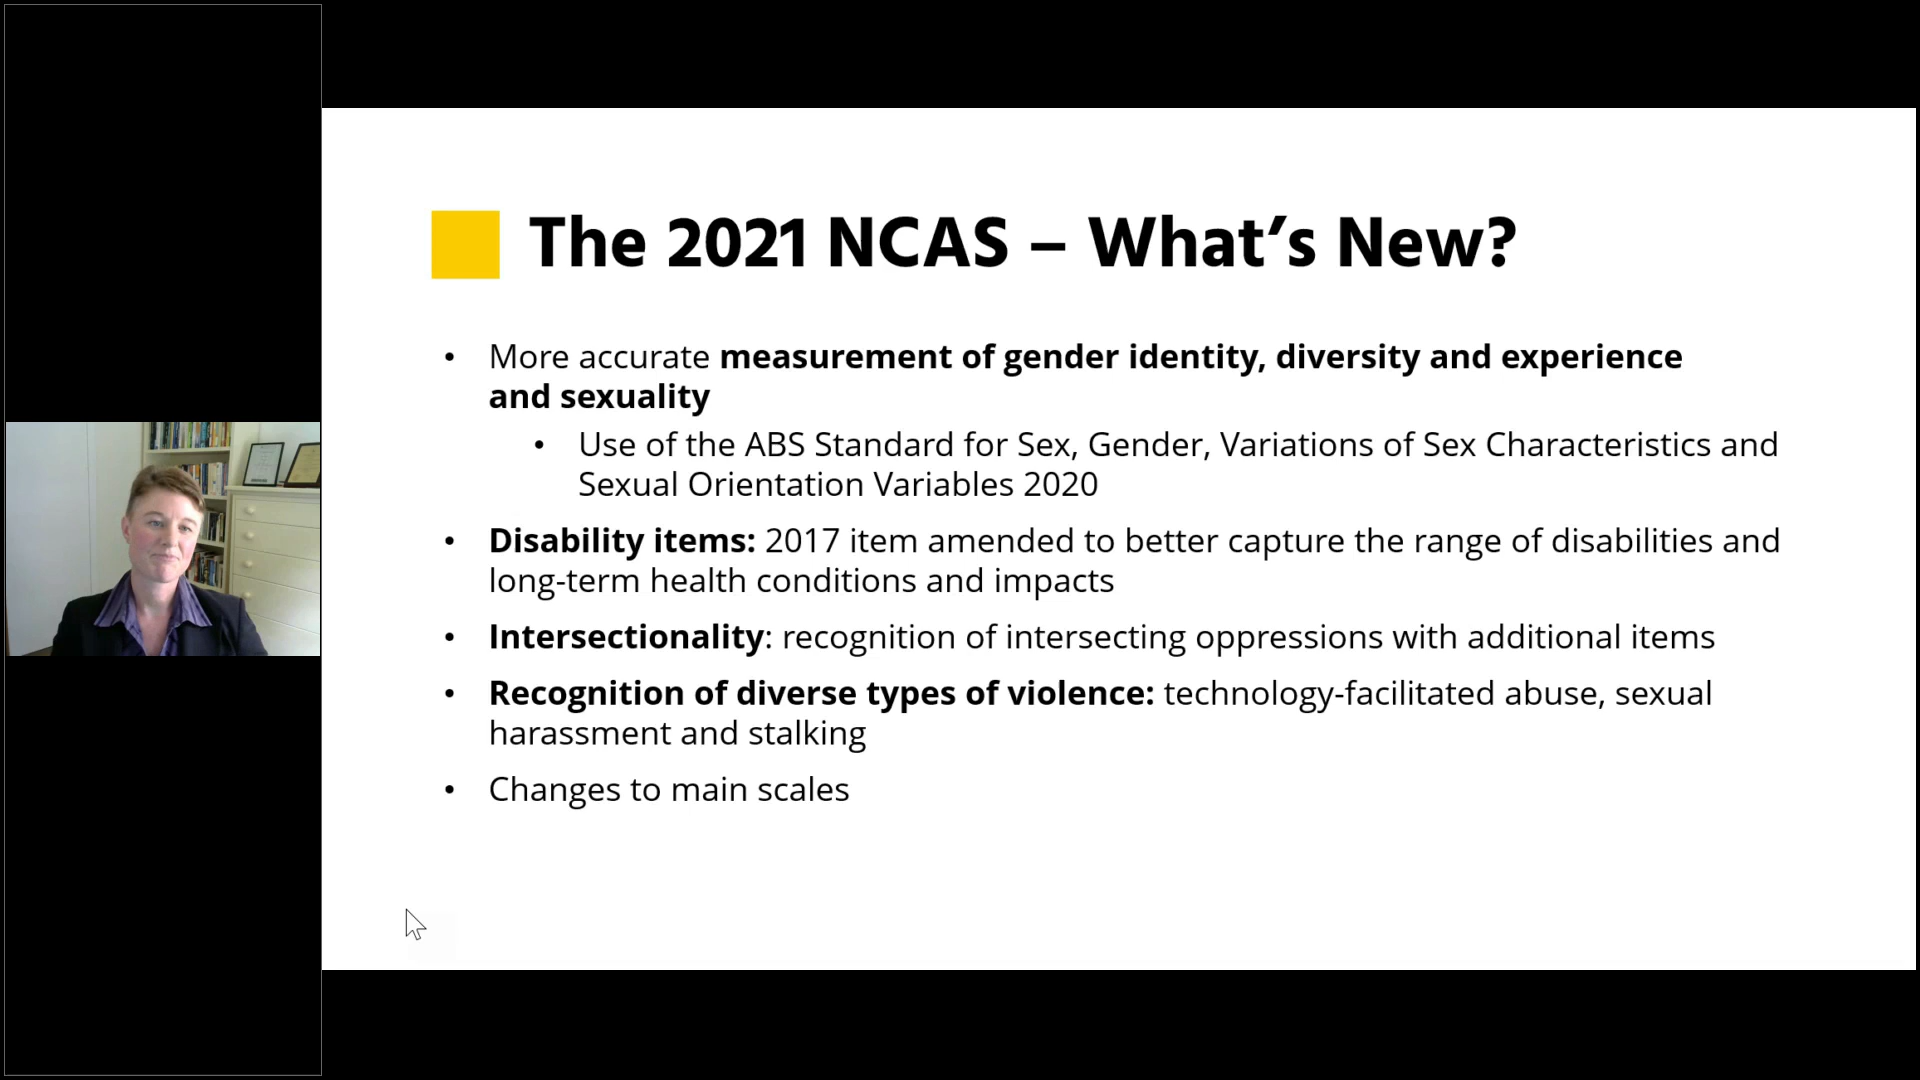 The 2021 NCAS – What’s New?
• More accurate measurement of gender identity, diversity and experience
and sexuality
• Use of the ABS Standard for Sex, Gender, Variations of Sex Characteristics and
Sexual Orientation Variables 2020
• Disability items: 2017 item amended to better capture the range of disabilities and
long-term health conditions and impacts
• Intersectionality: recognition of intersecting oppressions with additional items
• Recognition of diverse types of violence: technology-facilitated abuse, sexual
harassment and stalking
• Changes to main scales